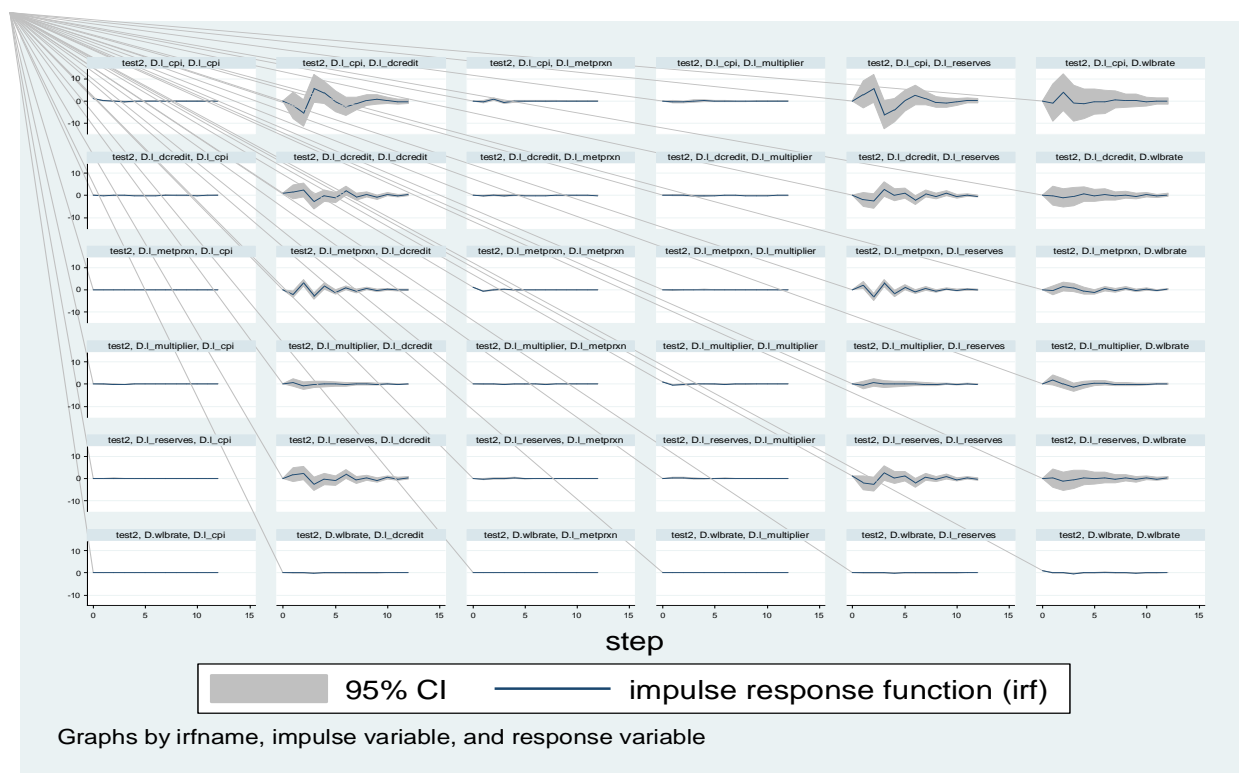 test2, D.l_cpi, D.l_cpi
test2, D.l_cpi, D.l_dcredit
test2, D.l_cpi, D.l_metprxn
test2, D.l_cpi, D.l_multiplier
test2, D.l_cpi, D.l_reserves
test2, D.l_cpi, D.wlbrate
10
0
-10
test2, D.l_dcredit, D.l_cpi
test2, D.l_dcredit, D.l_dcredit
test2, D.l_dcredit, D.l_metprxn
test2, D.l_dcredit, D.l_multiplier
test2, D.l_dcredit, D.l_reserves
test2, D.l_dcredit, D.wlbrate
10
0
-10
test2, D.l_metprxn, D.l_cpi
test2, D.l_metprxn, D.l_dcredit
test2, D.l_metprxn, D.l_metprxn
test2, D.l_metprxn, D.l_multiplier
test2, D.l_metprxn, D.l_reserves
test2, D.l_metprxn, D.wlbrate
10
0
-10
test2, D.l_multiplier, D.l_cpi
test2, D.l_multiplier, D.l_dcredit
test2, D.l_multiplier, D.l_metprxn
test2, D.l_multiplier, D.l_multiplier
test2, D.l_multiplier, D.l_reserves
test2, D.l_multiplier, D.wlbrate
10
0
-10
test2, D.l_reserves, D.l_cpi
test2, D.l_reserves, D.l_dcredit
test2, D.l_reserves, D.l_metprxn
test2, D.l_reserves, D.l_multiplier
test2, D.l_reserves, D.l_reserves
test2, D.l_reserves, D.wlbrate
10
0
-10
test2, D.wlbrate, D.l_cpi
test2, D.wlbrate, D.l_dcredit
test2, D.wlbrate, D.l_metprxn
test2, D.wlbrate, D.l_multiplier
test2, D.wlbrate, D.l_reserves
test2, D.wlbrate, D.wlbrate
10
0
-10
0 5 10 15
0 5 10 15
0 5 10 15
0 5 10 15
0 5 10 15
0 5 10 15
step
95% CI
impulse response function (irf)
Graphs by irfname, impulse variable, and response variable